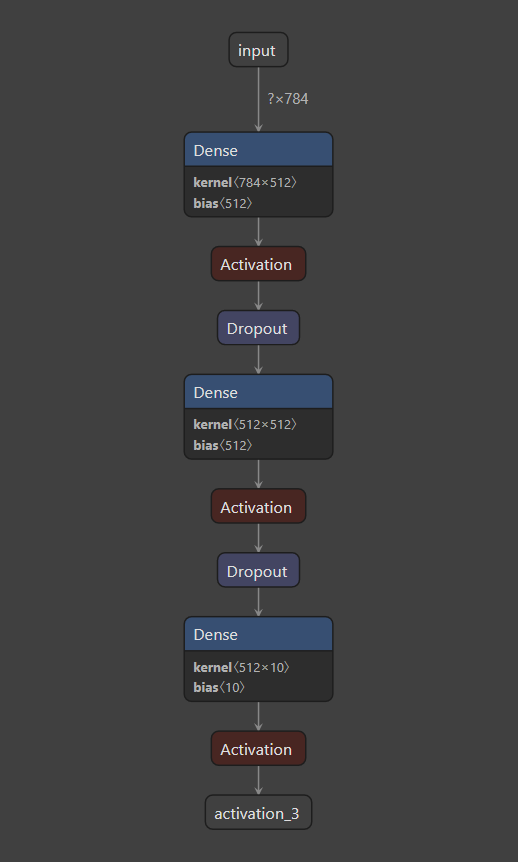 input
?×784
Dense
kernel〈784×512〉
bias〈512〉
Activation
Dropout
Dense
kernel〈512×512〉
bias〈512〉
Activation
Dropout
Dense
kernel〈512×10〉
bias〈10〉
Activation
activation_3